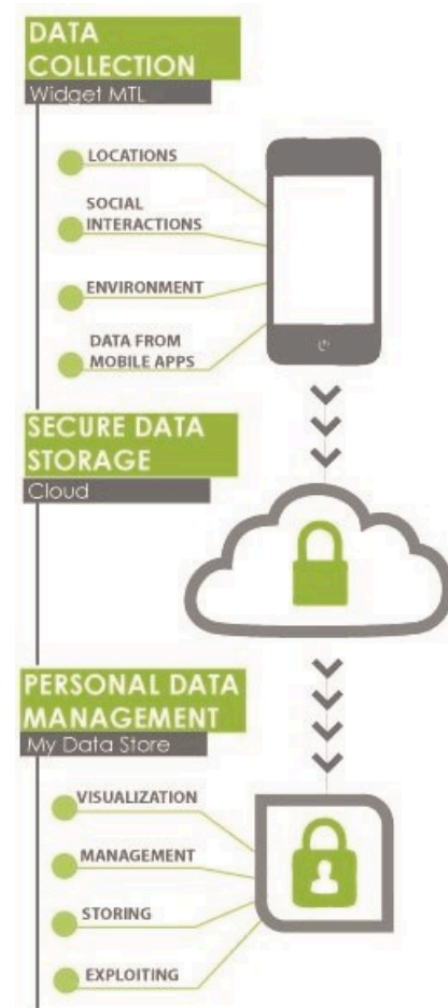 DATA
COLLECTION
Widget MTL
LOCATIONS
SOCIAL
INTERACTIONS
ENVIRONMENT
DATA FROM
MOBILE APPS
SECURE DATA
STORAGE
Cloud
PERSONAL DATA
MANAGEMENT
My Data Store
VISUALIZATION
MANAGEMENT
STORING
EXPLOITING